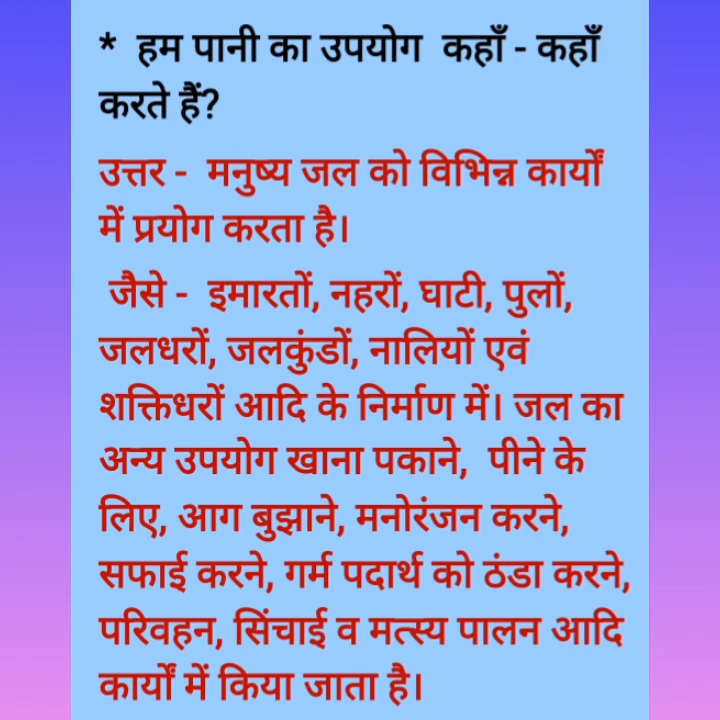 * हम पानी का उपयोग कहाँ - कहाँ
करते हैं?
उत्तर - मनुष्य जल को विभिन्न कार्यों
में प्रयोग करता है।
जैसे - इमारतों, नहरों, घाटी, पुलों,
जलधरों, जलकुंडों, नालियों एवं
शक्तिधरों आदि के निर्माण में। जल का
अन्य उपयोग खाना पकाने, पीने के
लिए, आग बुझाने, मनोरंजन करने,
सफाई करने, गर्म पदार्थ को ठंडा करने,
परिवहन, सिंचाई व मत्स्य पालन आदि
कार्यों में किया जाता है।